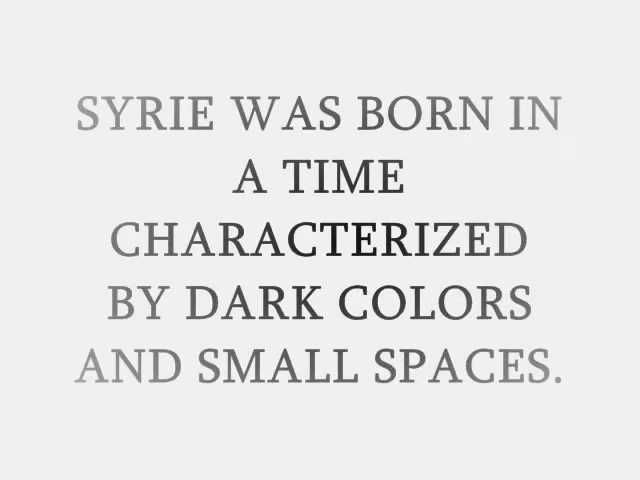 SYRIE WAS BORN IN
A TIME
CHARACTERIZED
BY DARK COLORS
AND SMALL SPACES.